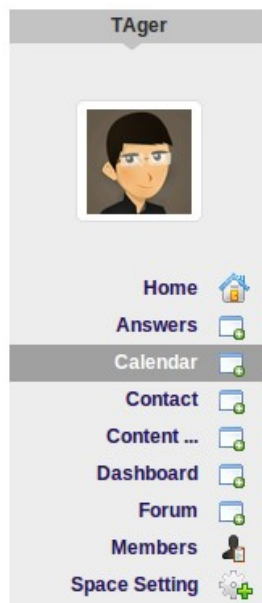 TAger
Home
Answers
Calendar
Contact
Content ...
Dashboard
Forum
Members
Space Setting